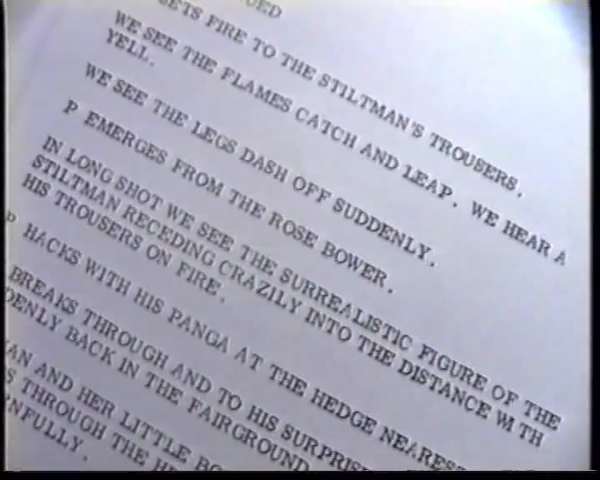 UED
SETS FIRE TO THE STILTMAN'S TROUSERS.
WE SEE THE FLAMES CATCH AND LEAP. WE HEAR A
YELL.
WE SEE THE LEGS DASH OFF SUDDENLY.
P EMERGES FROM THE ROSE BOWER.
IN LONG SHOT WE SEE THE SURREALISTIC FIGURE OF THE
STILTMAN RECEDING CRAZILY INTO THE DISTANCE WITH
HIS TROUSERS ON FIRE.
P HACKS WITH HIS PANGA AT THE HEDGE NEAREST
BREAKS THROUGH AND TO HIS SURPRISE
DENLY BACK IN THE FAIRGROUND
AN AND HER LITTLE BO
S THROUGH THE HE
RNFULLY.